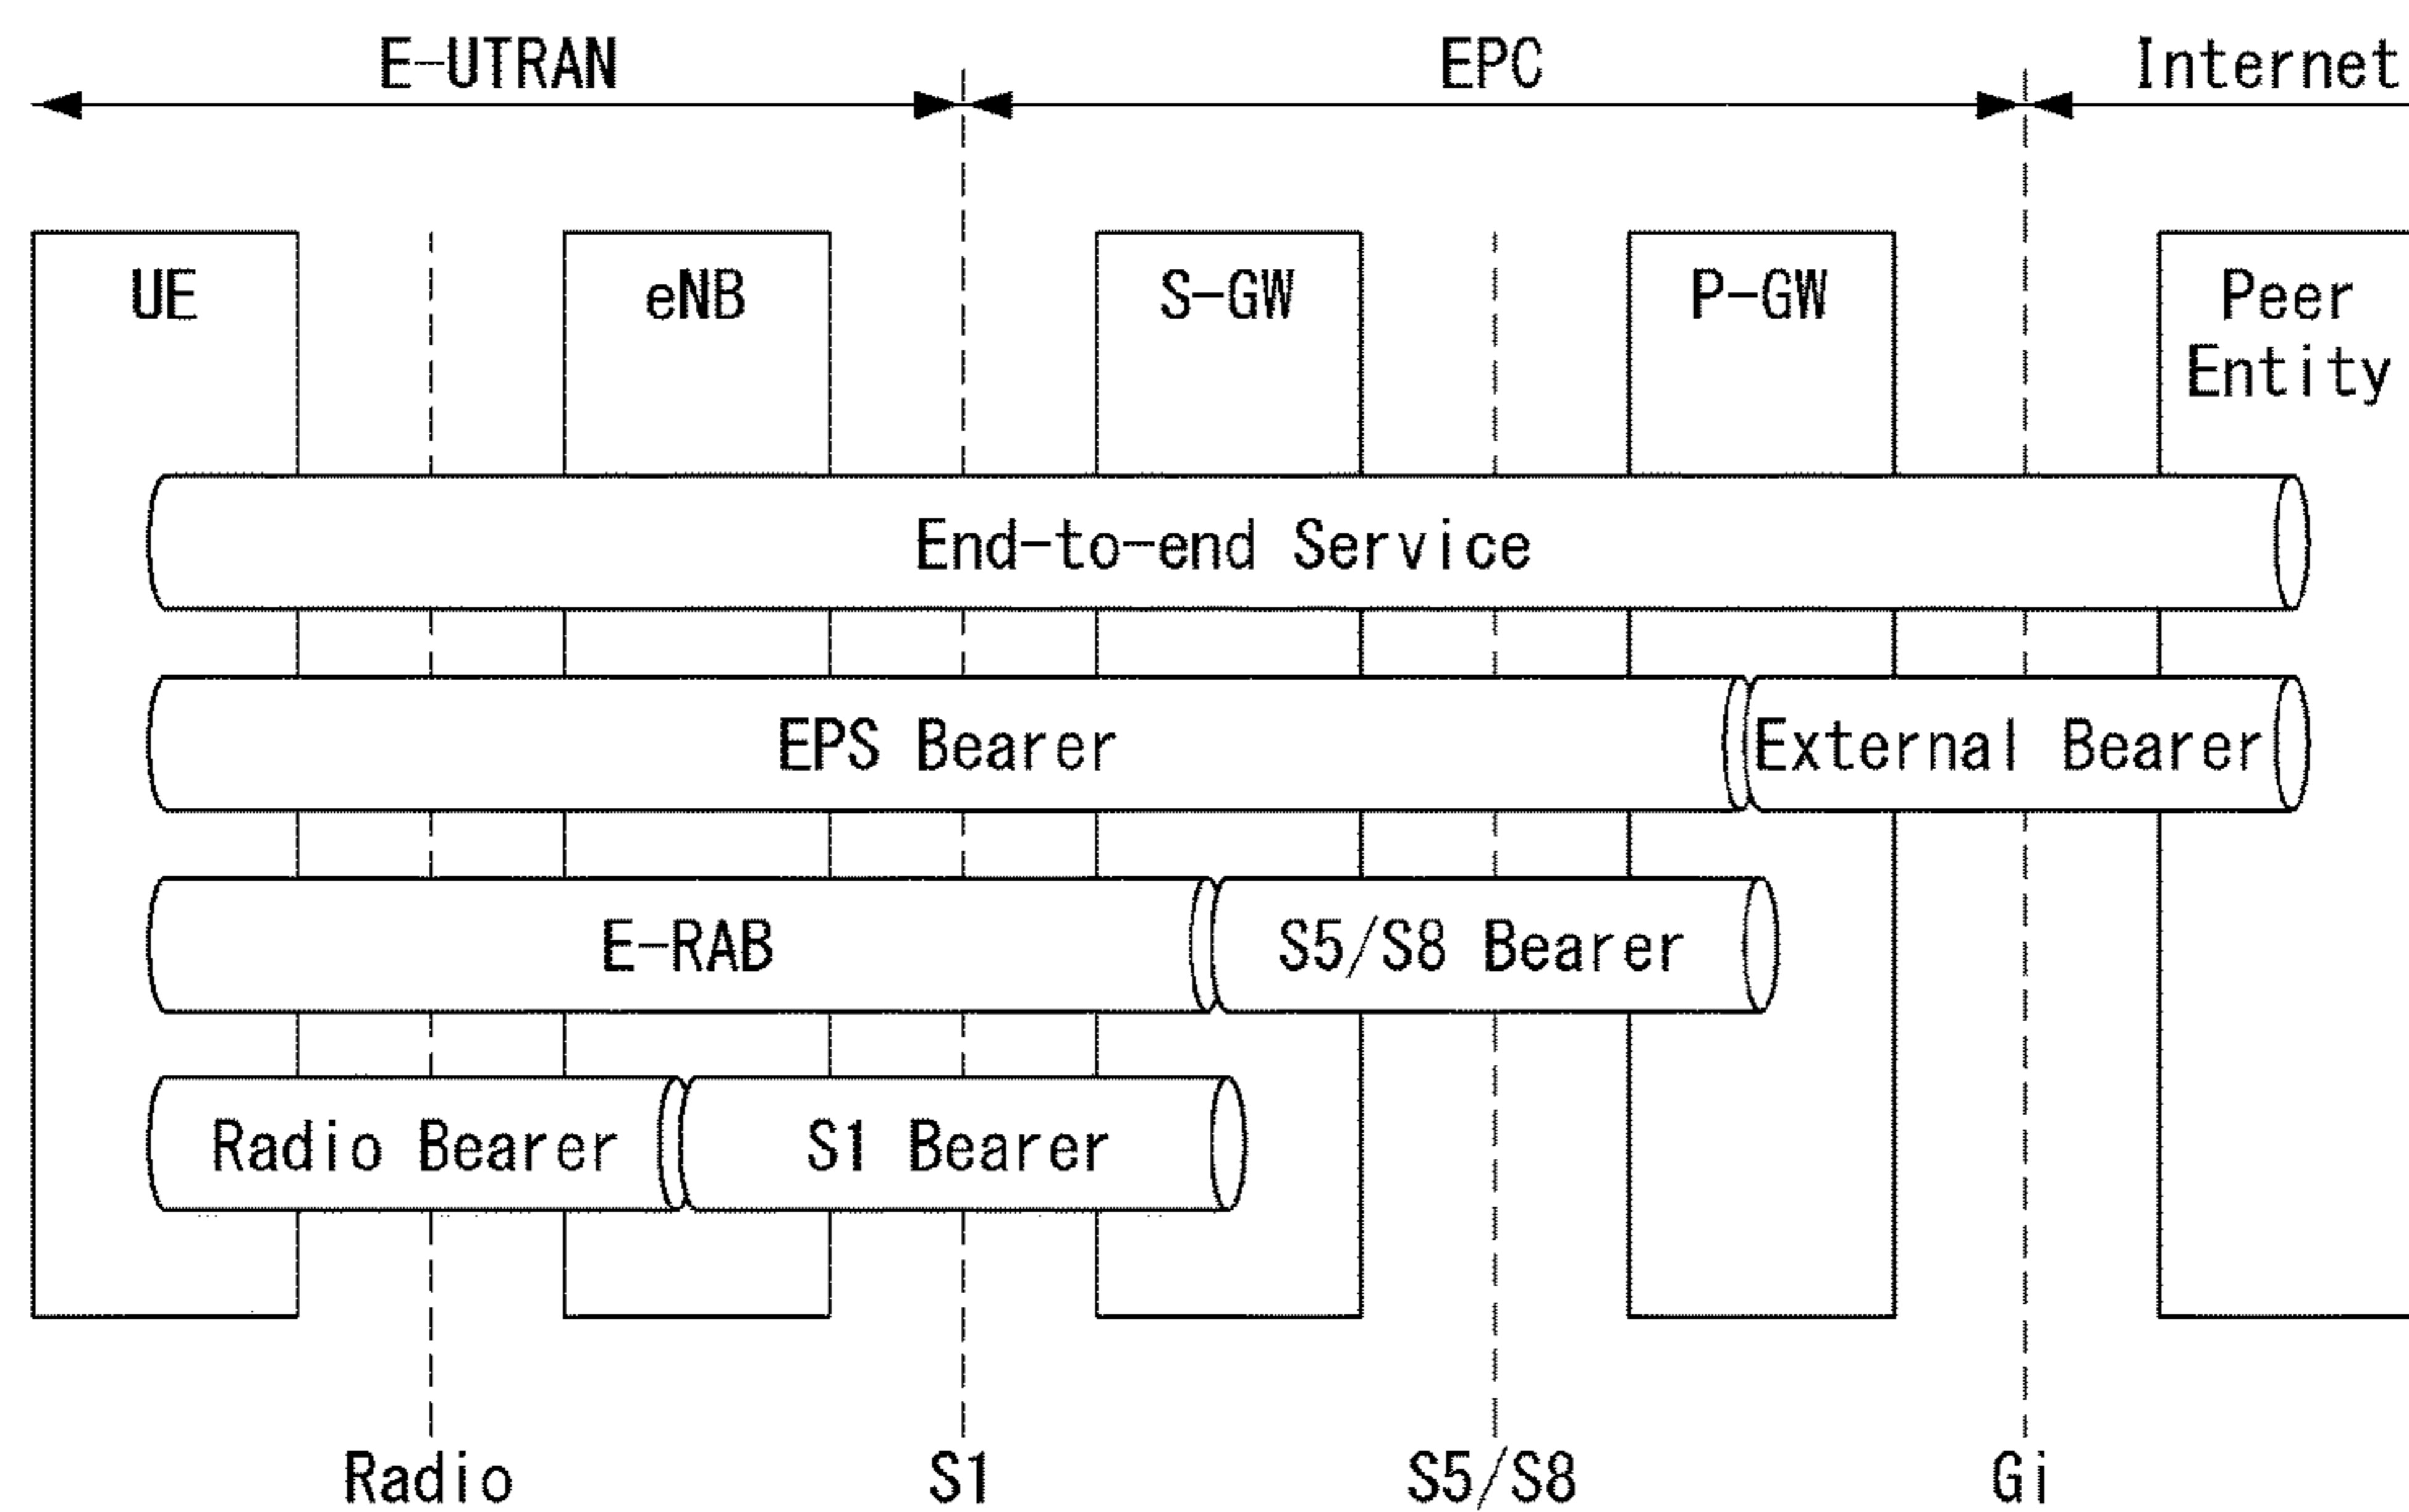 E-UTRAN
EPC
Internet
UE
eNB
S-GW
P-GW
Peer
Entity
End-to-end Service
EPS Bearer
External Bearer
E-RAB
S5/S8 Bearer
Radio Bearer
S1 Bearer
Radio
S1
S5/S8
Gi